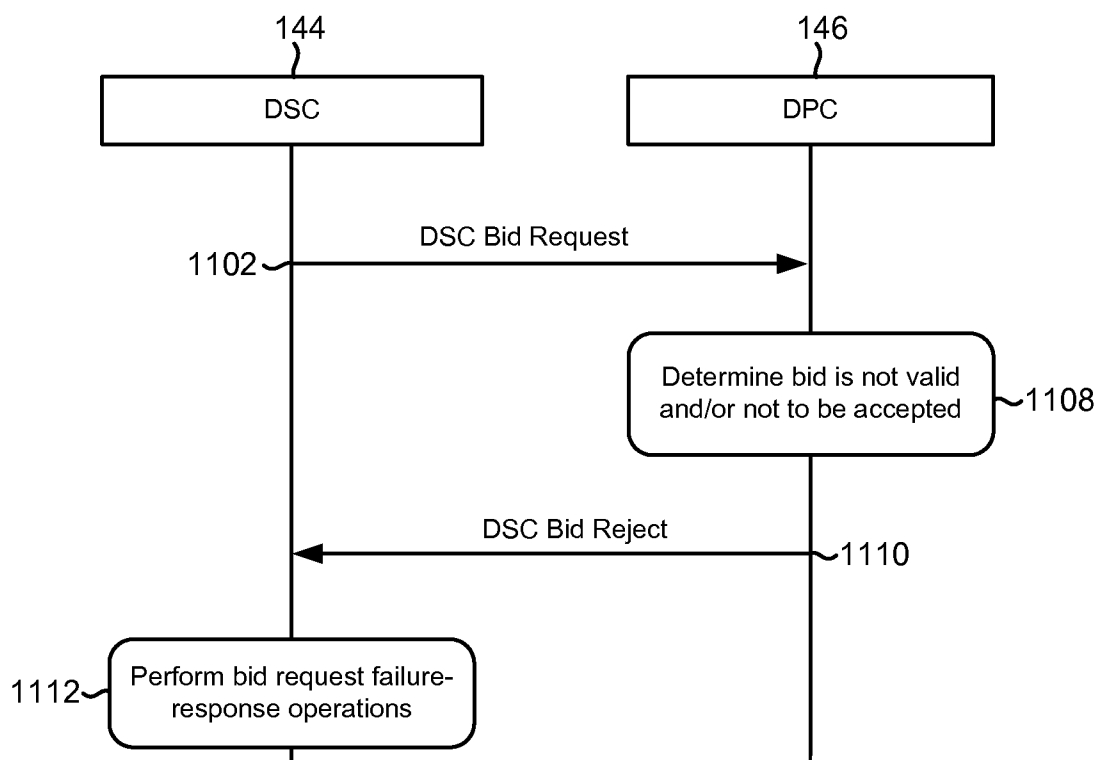 144
146
DSC
DPC
DSC Bid Request
1102
Determine bid is not valid
and/or not to be accepted
1108
DSC Bid Reject
1110
Perform bid request failure-
response operations
1112